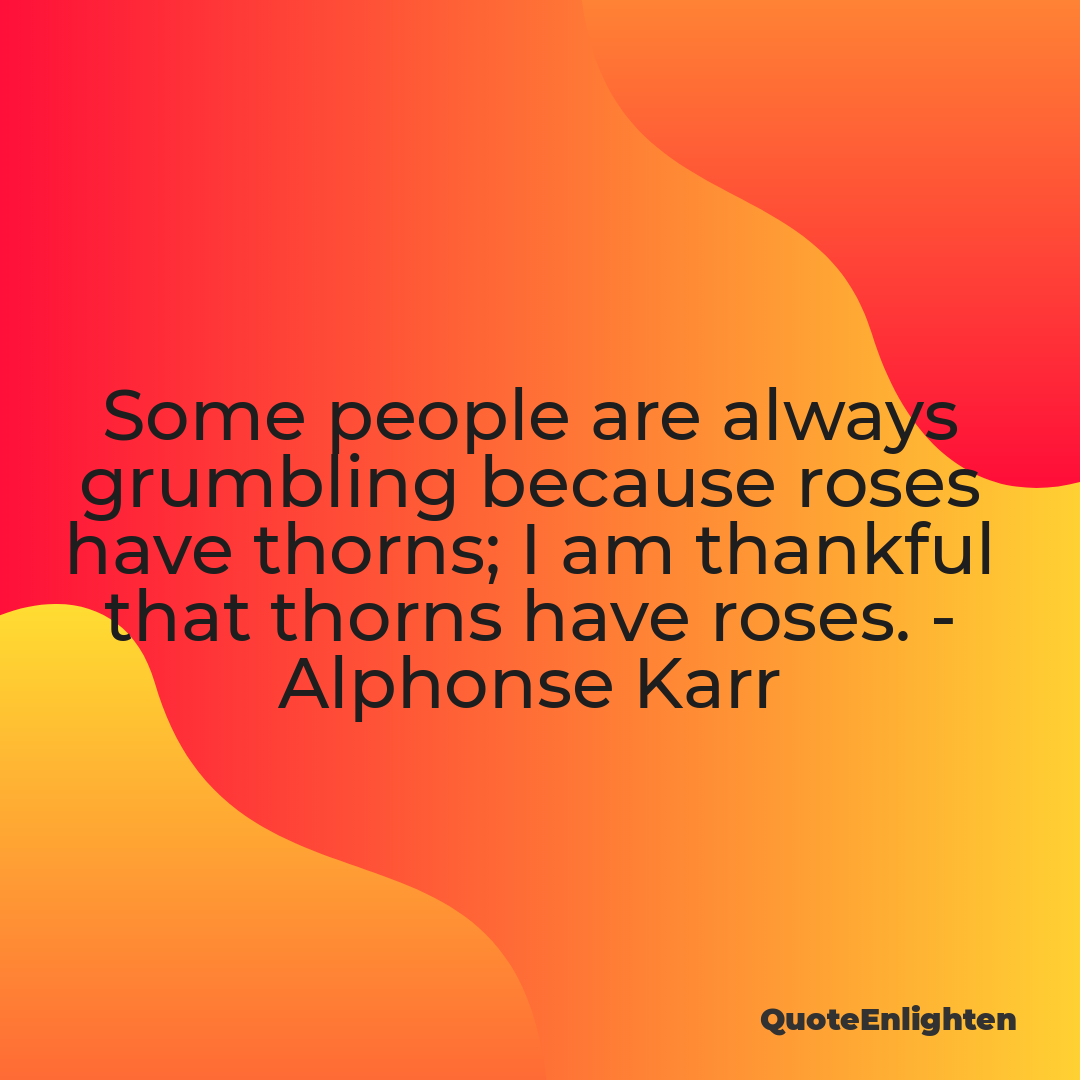 Some people are always
grumbling because roses
have thorns; I am thankful
that thorns have roses. -
Alphonse Karr
QuoteEnlighten